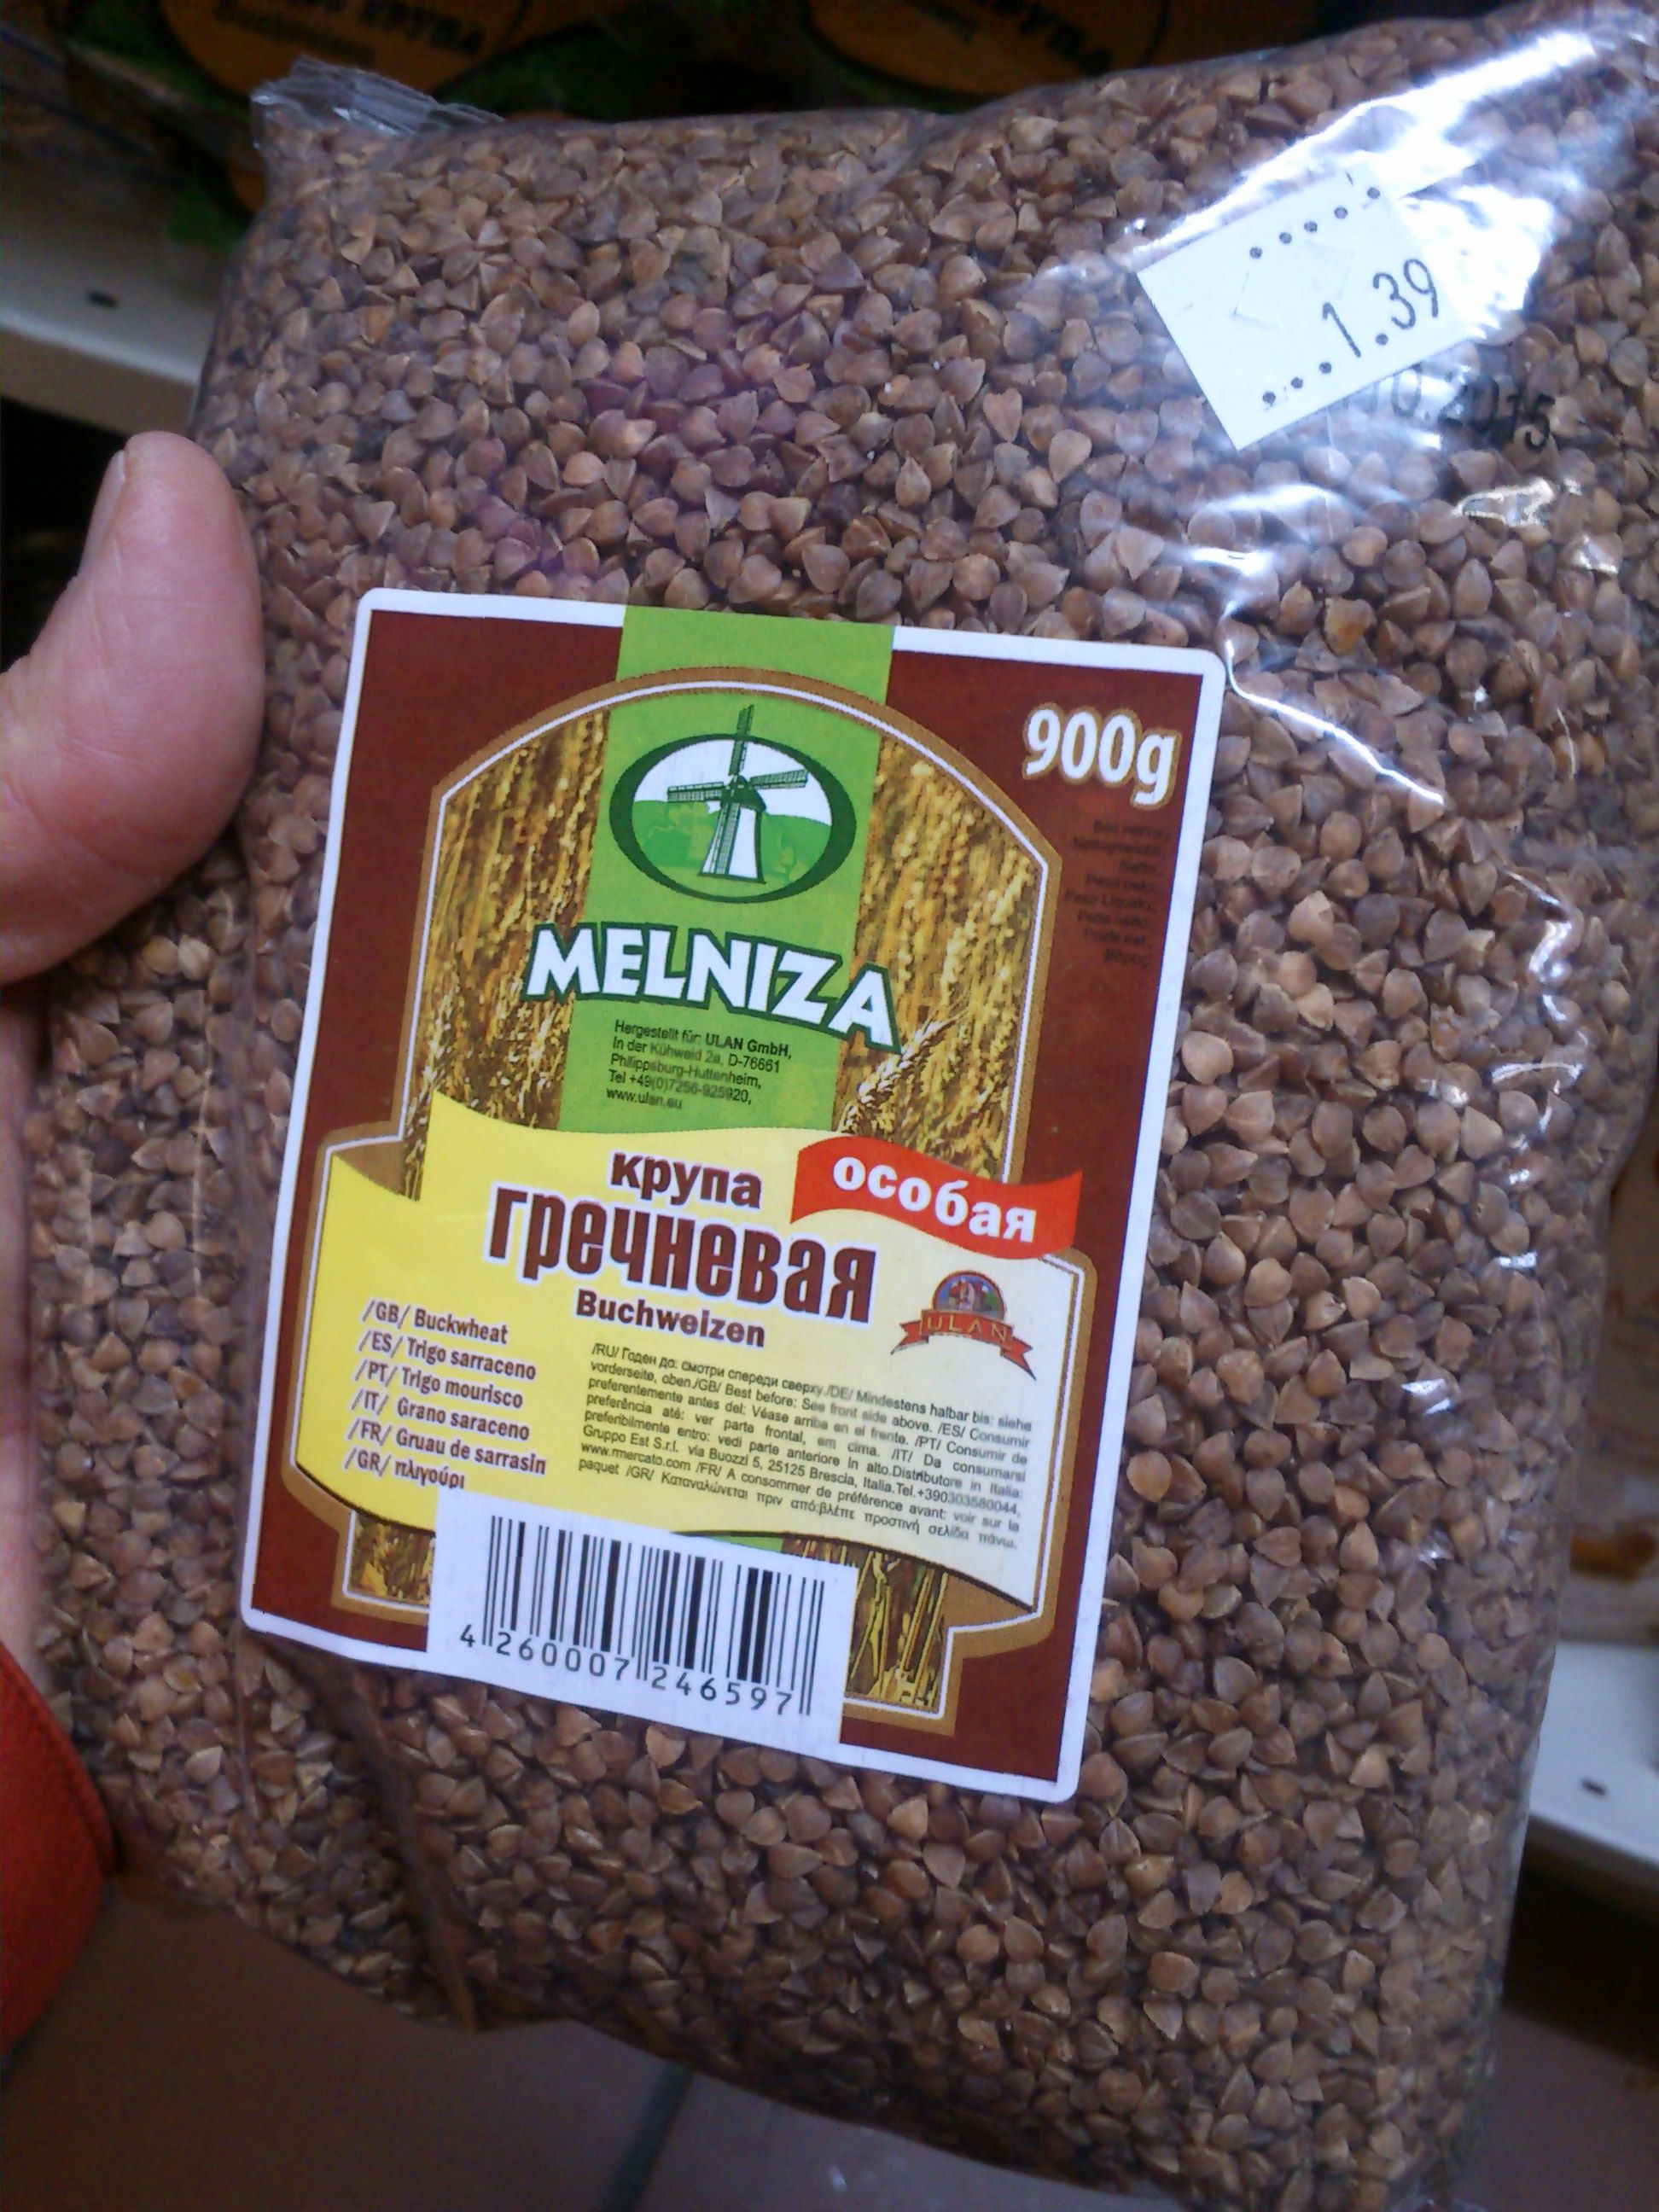 1.39
10.2015
900g
MELNIZA
Hergestellt für: ULAN GmbH,
In der Kühweid 2a, D-76661
Philippsburg-Huttenheim,
Tel +49(0)7256-925920,
www.ulan.eu
крупа
особая
гречневая
Buchweizen
ULAN
/GB/ Buckwheat
/ES/ Trigo sarraceno
/PT/ Trigo mourisco
/IT/ Grano saraceno
/FR/ Gruau de sarrasin
/GR/ πλιγούρι
/RU/ Годен до: смотри спереди сверху./DE/ Mindestens halbar bis: siehe
vorderseite, oben./GB/ Best before: See front side above. /ES/ Consumir
preferentemente antes del: Véase arriba en el frente. /PT/ Consumir de
preferência até: ver parte frontal, em cima. /IT/ Da consumarsi
preferibilmente entro: vedi parte anteriore in alto.Distributore in Italia:
Gruppo Est S.r.l. via Buozzi 5, 25125 Brescia, Italia.Tel.+390303580044,
www.mercato.com /FR/ A consommer de préférence avant: voir sur la
paquet /GR/ Καταναλώνεται πριν από:βλέπε προστινή σελίδα πάνω.
4 260007 246597